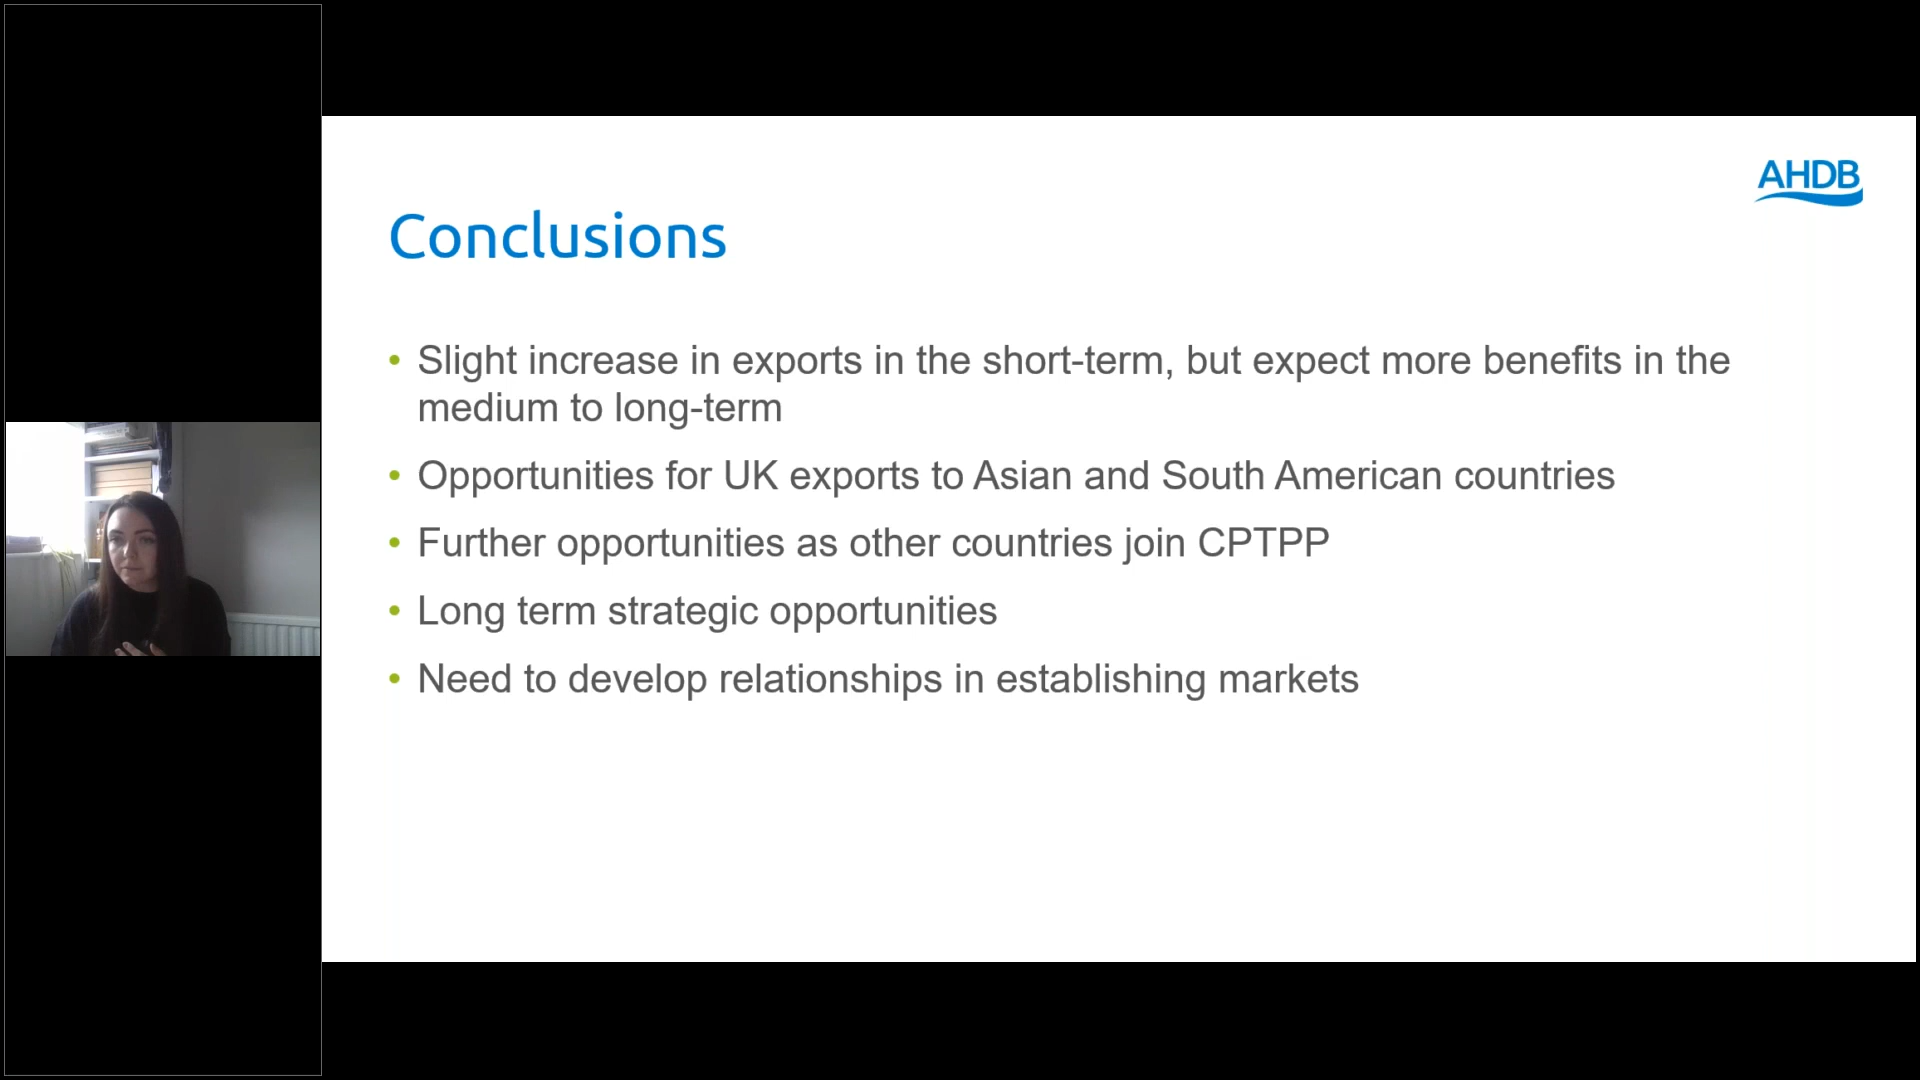 AHDB
Conclusions
• Slight increase in exports in the short-term, but expect more benefits in the
medium to long-term
• Opportunities for UK exports to Asian and South American countries
• Further opportunities as other countries join CPTPP
• Long term strategic opportunities
• Need to develop relationships in establishing markets